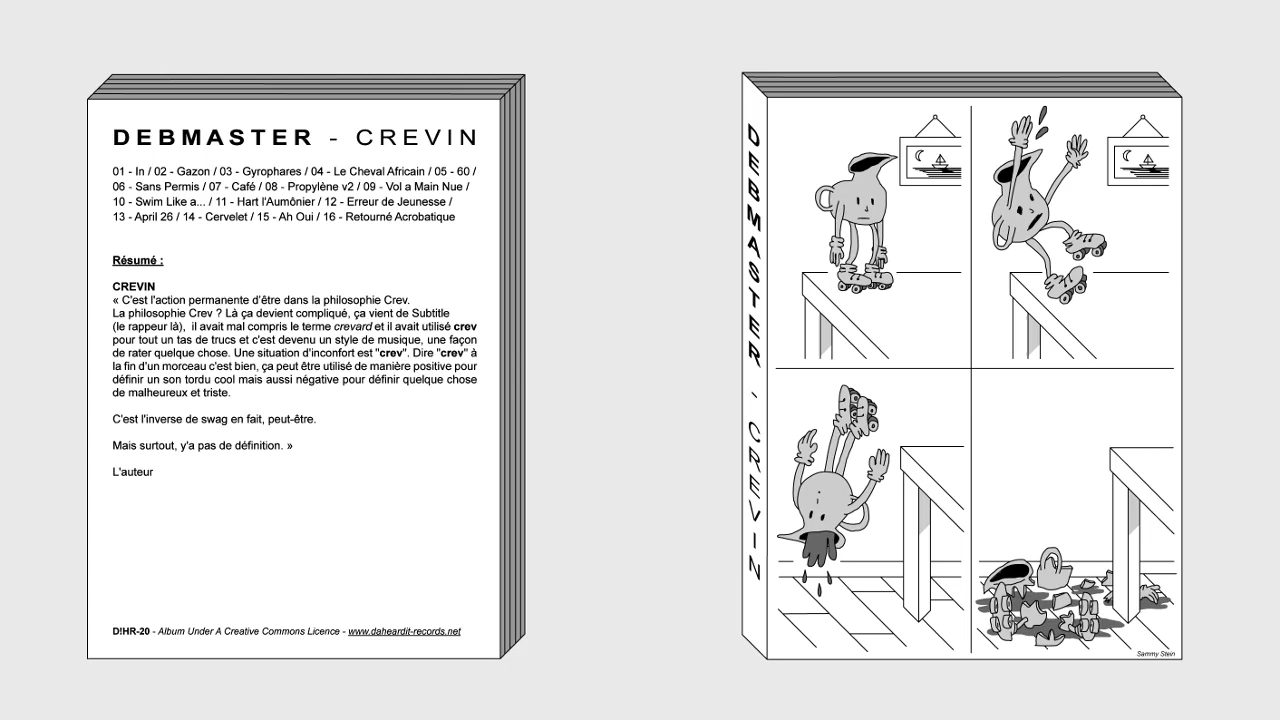 DEBMASTER - CREVIN
01 - In / 02 - Gazon / 03 - Gyrophares / 04 - Le Cheval Africain / 05 - 60 /
06 - Sans Permis / 07 - Café / 08 - Propylène v2 / 09 - Vol a Main Nue /
10 - Swim Like a... / 11 - Hart l'Aumônier / 12 - Erreur de Jeunesse /
13 - April 26 / 14 - Cervelet / 15 - Ah Oui / 16 - Retourné Acrobatique
Résumé :
CREVIN
« C'est l'action permanente d'être dans la philosophie Crev.
La philosophie Crev ? Là ça devient compliqué, ça vient de Subtitle
(le rappeur là), il avait mal compris le terme crevard et il avait utilisé crev
pour tout un tas de trucs et c'est devenu un style de musique, une façon
de rater quelque chose. Une situation d'inconfort est "crev". Dire "crev" à
la fin d'un morceau c'est bien, ça peut être utilisé de manière positive pour
définir un son tordu cool mais aussi négative pour définir quelque chose
de malheureux et triste.
C'est l'inverse de swag en fait, peut-être.
Mais surtout, y'a pas de définition. »
L'auteur
D!HR-20 - Album Under A Creative Commons Licence - www.daheardit-records.net
DEBMASTER - CREVIN
Sammy Stein